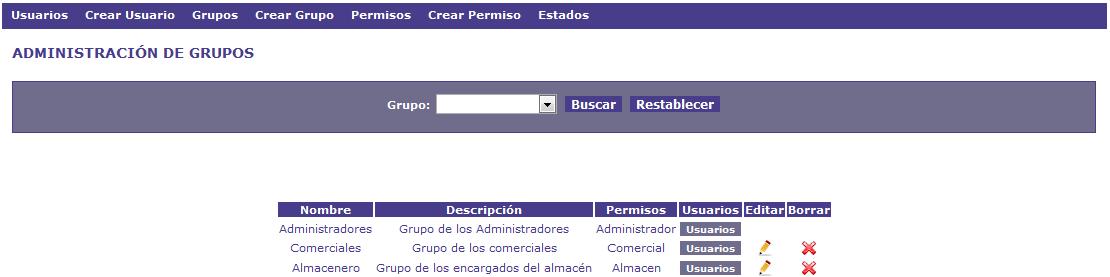 Usuarios Crear Usuario Grupos Crear Grupo Permisos Crear Permiso Estados
ADMINISTRACIÓN DE GRUPOS
Grupo: Buscar Restablecer
Nombre Descripción Permisos Usuarios Editar Borrar
Administradores Grupo de los Administradores Administrador Usuarios
Comerciales Grupo de los comerciales Comercial Usuarios
Almacenero Grupo de los encargados del almacén Almacen Usuarios